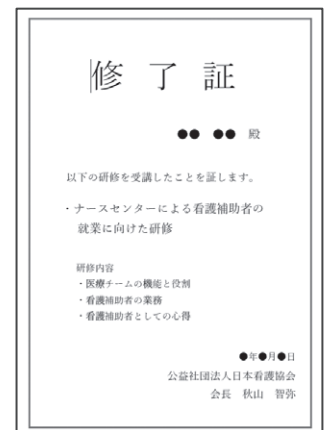 修 了 証
●● ●● 殿
以下の研修を受講したことを証します。
・ナースセンターによる看護補助者の
就業に向けた研修
研修内容
・医療チームの機能と役割
・看護補助者の業務
・看護補助者としての心得
●年●月●日
公益社団法人日本看護協会
会長 秋山 智弥